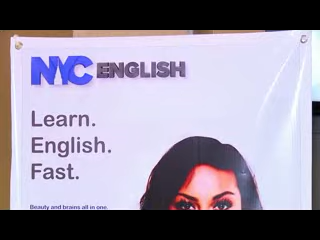 NYC ENGLISH
Learn.
English.
Fast.
Beauty and brains all in one.